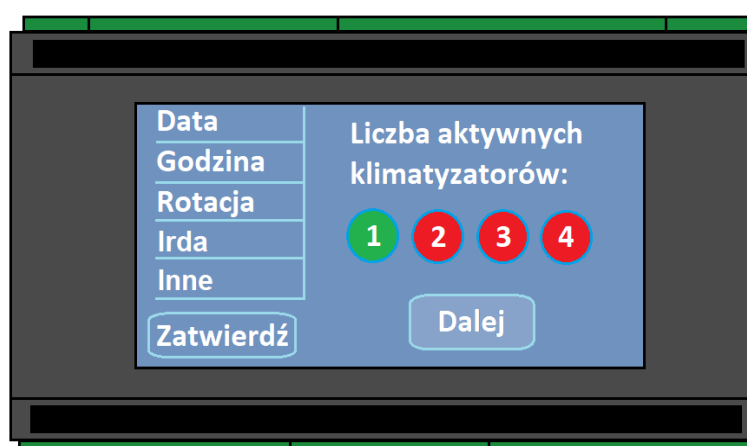 Data
Godzina
Rotacja
Irda
Inne
Zatwierdź
Liczba aktywnych
klimatyzatorów:
1 2 3 4
Dalej